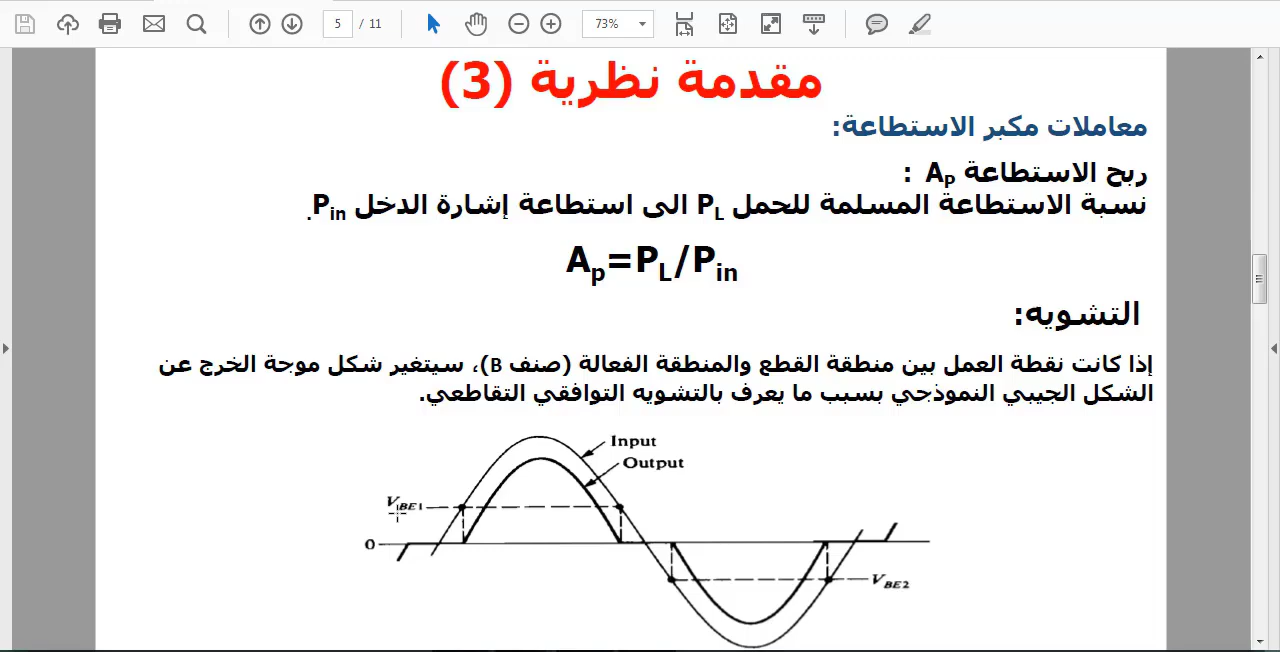 5 / 11
73%
مقدمة نظرية (3)
معاملات مكبر الاستطاعة:
ربح الاستطاعة AP :
نسبة الاستطاعة المسلمة للحمل PL الى استطاعة إشارة الدخل Pin.
Ap=PL/Pin
التشويه:
إذا كانت نقطة العمل بين منطقة القطع والمنطقة الفعالة (صنف B)، سيتغير شكل موجة الخرج عن
الشكل الجيبي النموذجي بسبب ما يعرف بالتشويه التوافقي التقاطعي.
Input
Output
VBE1
0
VBE2